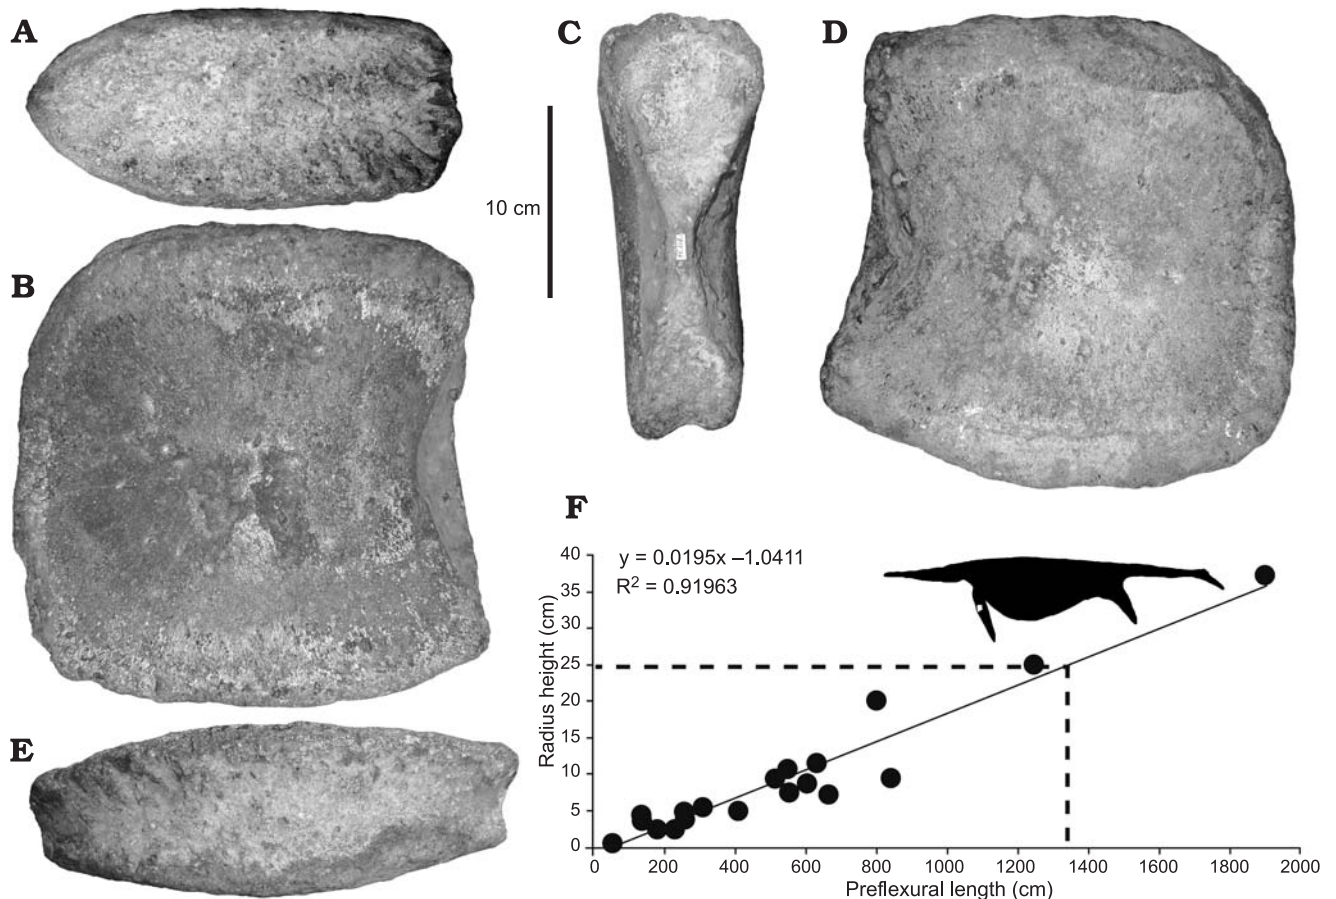 A
C
D
10 cm
B
F
y = 0.0195x –1.0411
R² = 0.91963
40
35
30
25
20
15
10
5
0
Radius height (cm)
0 200 400 600 800 1000 1200 1400 1600 1800 2000
Preflexural length (cm)
E